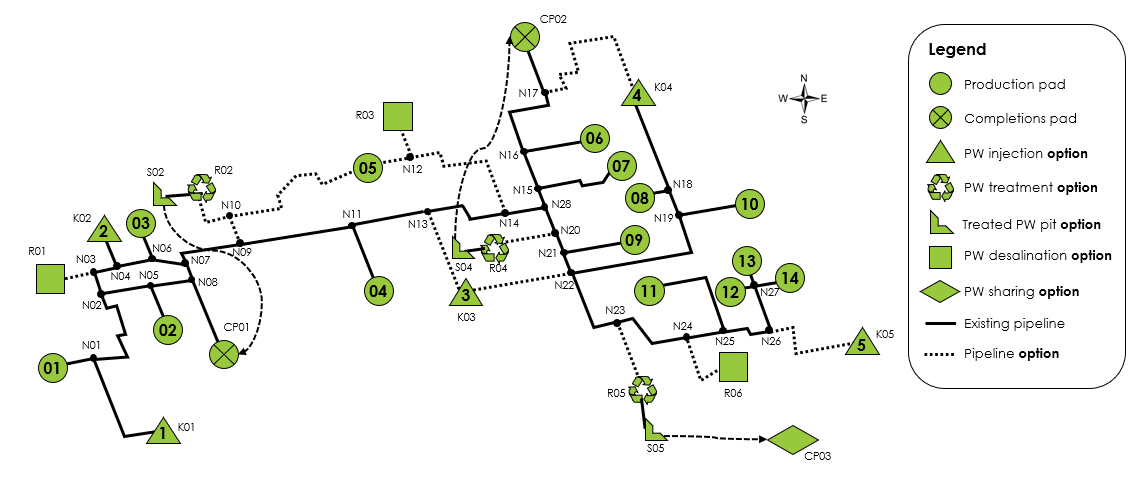 CP02
N17
4
K04
R03
N
W E
S
06
N16
07
05
N12
N15
08
N18
10
N19
N28
S02
R02
N10
N11
N13
N14
K02
2
03
N09
N20
09
N21
S04
R04
R01
N03
N04
N06
N07
N05
N08
N22
13
14
12
N27
11
3
K03
04
N02
02
CP01
N23
N24
N25
N26
5
K05
01
N01
R05
R06
1
K01
S05
CP03
Legend
Production pad
Completions pad
PW injection option
PW treatment option
Treated PW pit option
PW desalination option
PW sharing option
Existing pipeline
Pipeline option